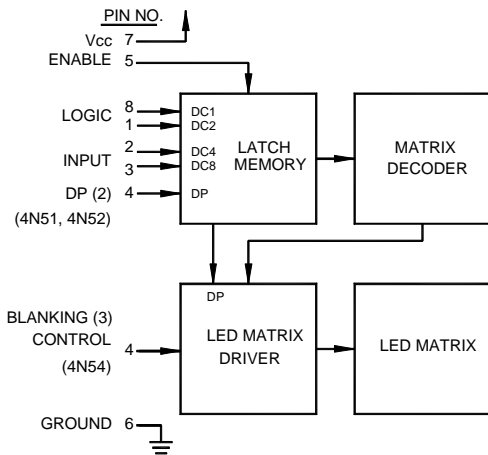 PIN NO.
Vcc 7
ENABLE 5
LOGIC 8
1
INPUT 2
3
DP (2) 4
(4N51, 4N52)
DC1
DC2
DC4
DC8
DP
LATCH
MEMORY
MATRIX
DECODER
BLANKING (3)
CONTROL 4
(4N54)
DP
LED MATRIX
DRIVER
LED MATRIX
GROUND 6